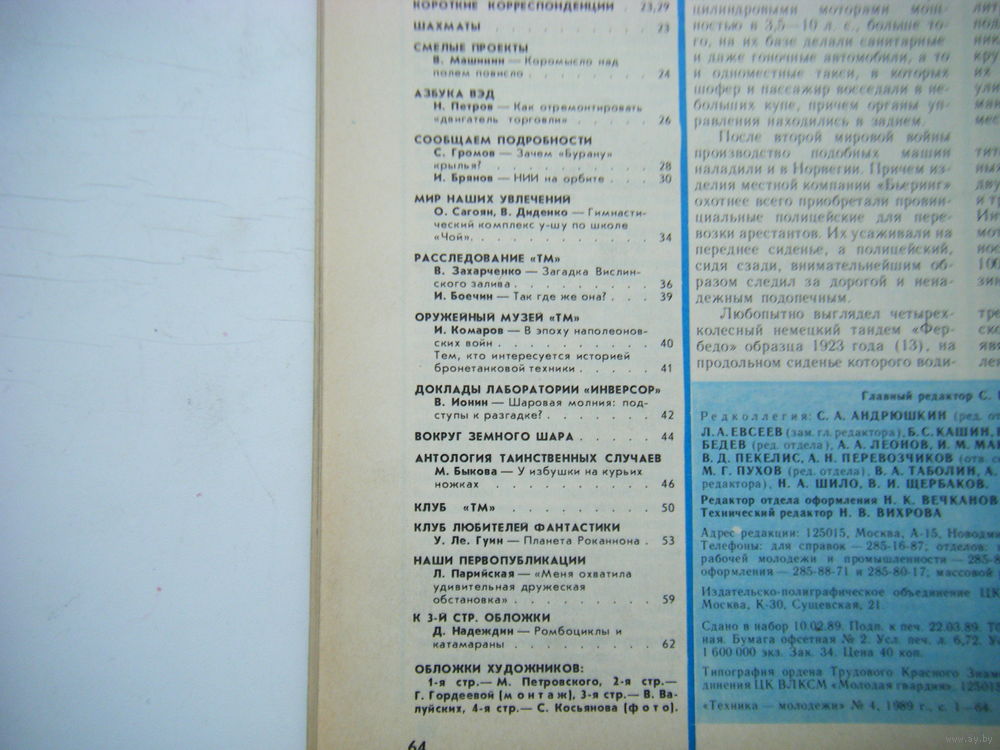 КОРОТКИЕ КОРРЕСПОНДЕНЦИИ . 23,29
ШАХМАТЫ . . . . . . . . . . 23
СМЕЛЫЕ ПРОЕКТЫ
В. Машинин — Коромысло над
полем повисло . . . . . . . . 24
АЗБУКА ВЭД
Н. Петров — Как отремонтировать
«двигатель торговли» . . . . . 26
СООБЩАЕМ ПОДРОБНОСТИ
С. Громов — Зачем «Бурану»
крылья? . . . . . . . . . . . 28
И. Брянов — НИИ на орбите . . . 30
МИР НАШИХ УВЛЕЧЕНИЙ
О. Сагоян, В. Диденко — Гимнасти-
ческий комплекс у-шу по школе
«Чой». . . . . . . . . . . . 34
РАССЛЕДОВАНИЕ «ТМ»
В. Захарченко — Загадка Вислин-
ского залива . . . . . . . . . 36
И. Боечин — Так где же она? . . . 39
ОРУЖЕЙНЫЙ МУЗЕЙ «ТМ»
И. Комаров — В эпоху наполеонов-
ских войн . . . . . . . . . . 40
Тем, кто интересуется историей
бронетанковой техники . . . . . 41
ДОКЛАДЫ ЛАБОРАТОРИИ «ИНВЕРСОР»
В. Ионин — Шаровая молния: под-
ступы к разгадке? . . . . . . . 42
ВОКРУГ ЗЕМНОГО ШАРА . . . . . 44
АНТОЛОГИЯ ТАИНСТВЕННЫХ СЛУЧАЕВ
М. Быкова — У избушки на курьих
ножках . . . . . . . . . . . 46
КЛУБ «ТМ» . . . . . . . . . . 50
КЛУБ ЛЮБИТЕЛЕЙ ФАНТАСТИКИ
У. Ле Гуин — Планета Роканнона . 53
НАШИ ПЕРВОПУБЛИКАЦИИ
Л. Парийская — «Меня охватила
удивительная дружеская
обстановка» . . . . . . . . . 59
К 3-Й СТР. ОБЛОЖКИ
Д. Надеждин — Ромбоциклы и
катамараны . . . . . . . . . . 62
ОБЛОЖКИ ХУДОЖНИКОВ:
1-я стр.— М. Петровского, 2-я стр.—
Г. Гордеевой (монтаж), 3-я стр.— В. Ва-
луйских, 4-я стр.— С. Косьянова (фото).
64
цилиндровыми моторами мощ-
ностью в 3,5—10 л. с., больше то-
го, на их базе делали санитарные
и даже гоночные автомобили, а то
и одноместные такси, в которых
шофер и пассажир восседали в не-
больших купе, причем органы уп-
равления находились в заднем.
После второй мировой войны
производство подобных машин
наладили и в Норвегии. Причем из-
делия местной компании «Бьеринг»
охотнее всего приобретали провин-
циальные полицейские для пере-
возки арестантов. Их усаживали на
переднее сиденье, а полицейский,
сидя сзади, внимательнейшим об-
разом следил за дорогой и нена-
дежным подопечным.
Любопытно выглядел четырех-
колесный немецкий тандем «Фер-
бедо» образца 1923 года (13), на
продольном сиденье которого води-
Главный редактор С.
Редколлегия: С. А. АНДРЮШКИН (ред.
Л. А. ЕВСЕЕВ (зам. гл. редактора), Б. С. КАШИН,
БЕДЕВ (ред. отдела), А. А. ЛЕОНОВ, И. М.
В. Д. ПЕКЕЛИС, А. Н. ПЕРЕВОЗЧИКОВ
М. Г. ПУХОВ (ред. отдела), В. А. ТАБОЛИН, А.
редактора), Н. А. ШИЛО, В. И. ЩЕРБАКОВ.
Редактор отдела оформления Н. К. ВЕЧКАНОВ
Технический редактор Н. В. ВИХРОВА
Адрес редакции: 125015, Москва, А-15,
Телефоны: для справок — 285-16-87; отделов:
рабочей молодежи и промышленности —
оформления — 285-88-71 и 285-80-17; массовой
Издательско-полиграфическое объединение ЦК
Москва, К-30, Сущевская, 21.
Сдано в набор 10.02.89. Подп. к печ. 22.03.89.
ная. Бумага офсетная № 2. Усл. печ. л. 6,72.
1 600 000 экз. Зак. 34. Цена 40 коп.
Типография ордена Трудового Красного
динения ЦК ВЛКСМ «Молодая гвардия»,
«Техника — молодежи» № 4, 1989 г., с. 1—64.
www.ay.by